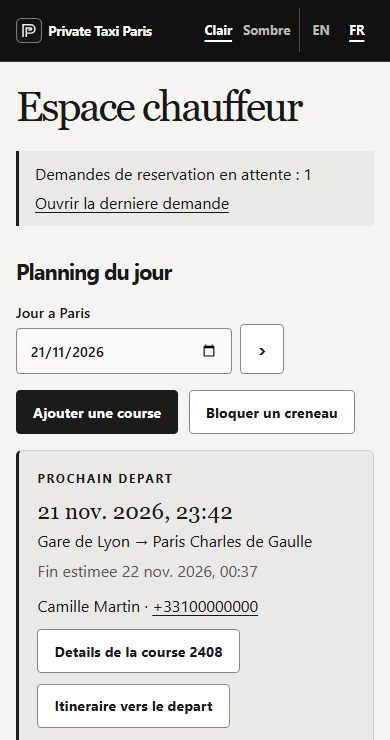 Private Taxi Paris Clair Sombre EN FR
Espace chauffeur
Demandes de reservation en attente : 1
Ouvrir la derniere demande
Planning du jour
Jour a Paris
21/11/2026 >
Ajouter une course Bloquer un creneau
PROCHAIN DEPART
21 nov. 2026, 23:42
Gare de Lyon → Paris Charles de Gaulle
Fin estimee 22 nov. 2026, 00:37
Camille Martin · +33100000000
Details de la course 2408
Itineraire vers le depart